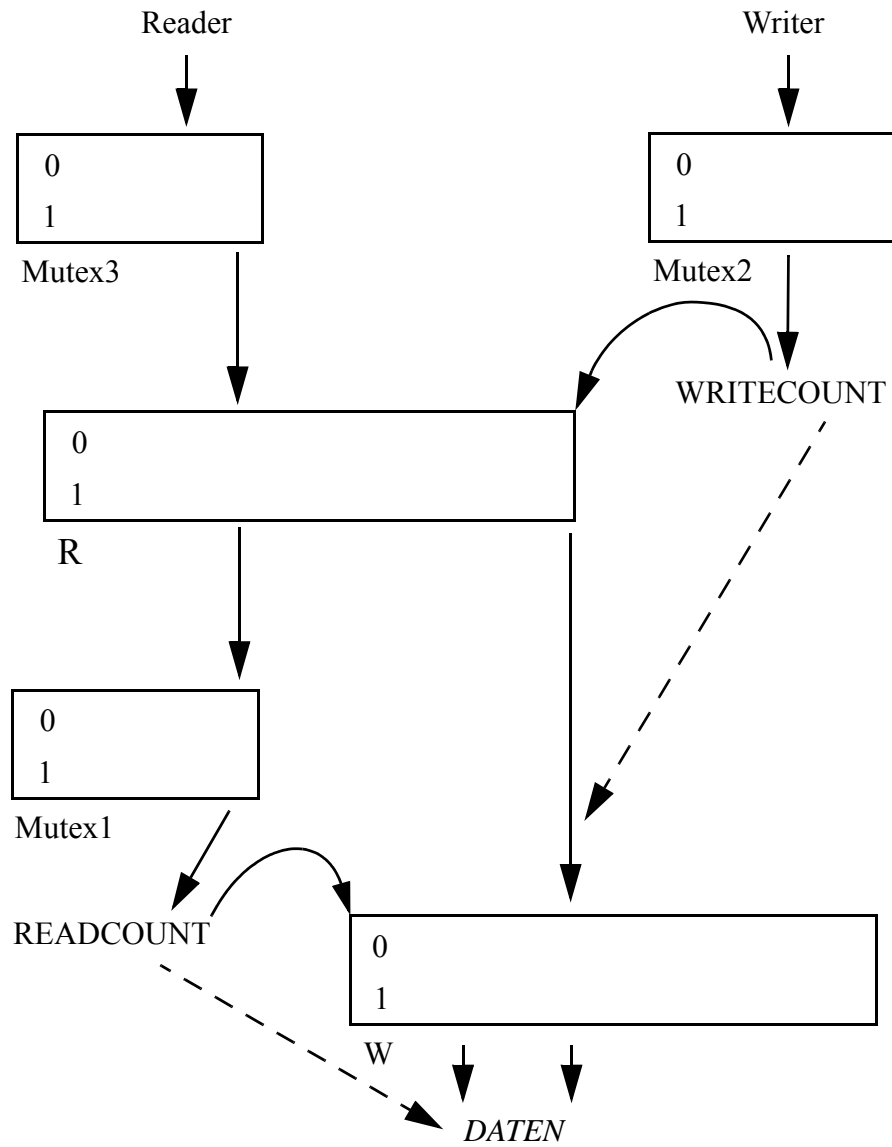 Reader
Writer
0
1
Mutex3
0
1
Mutex2
WRITECOUNT
0
1
R
0
1
Mutex1
READCOUNT
0
1
W
DATEN